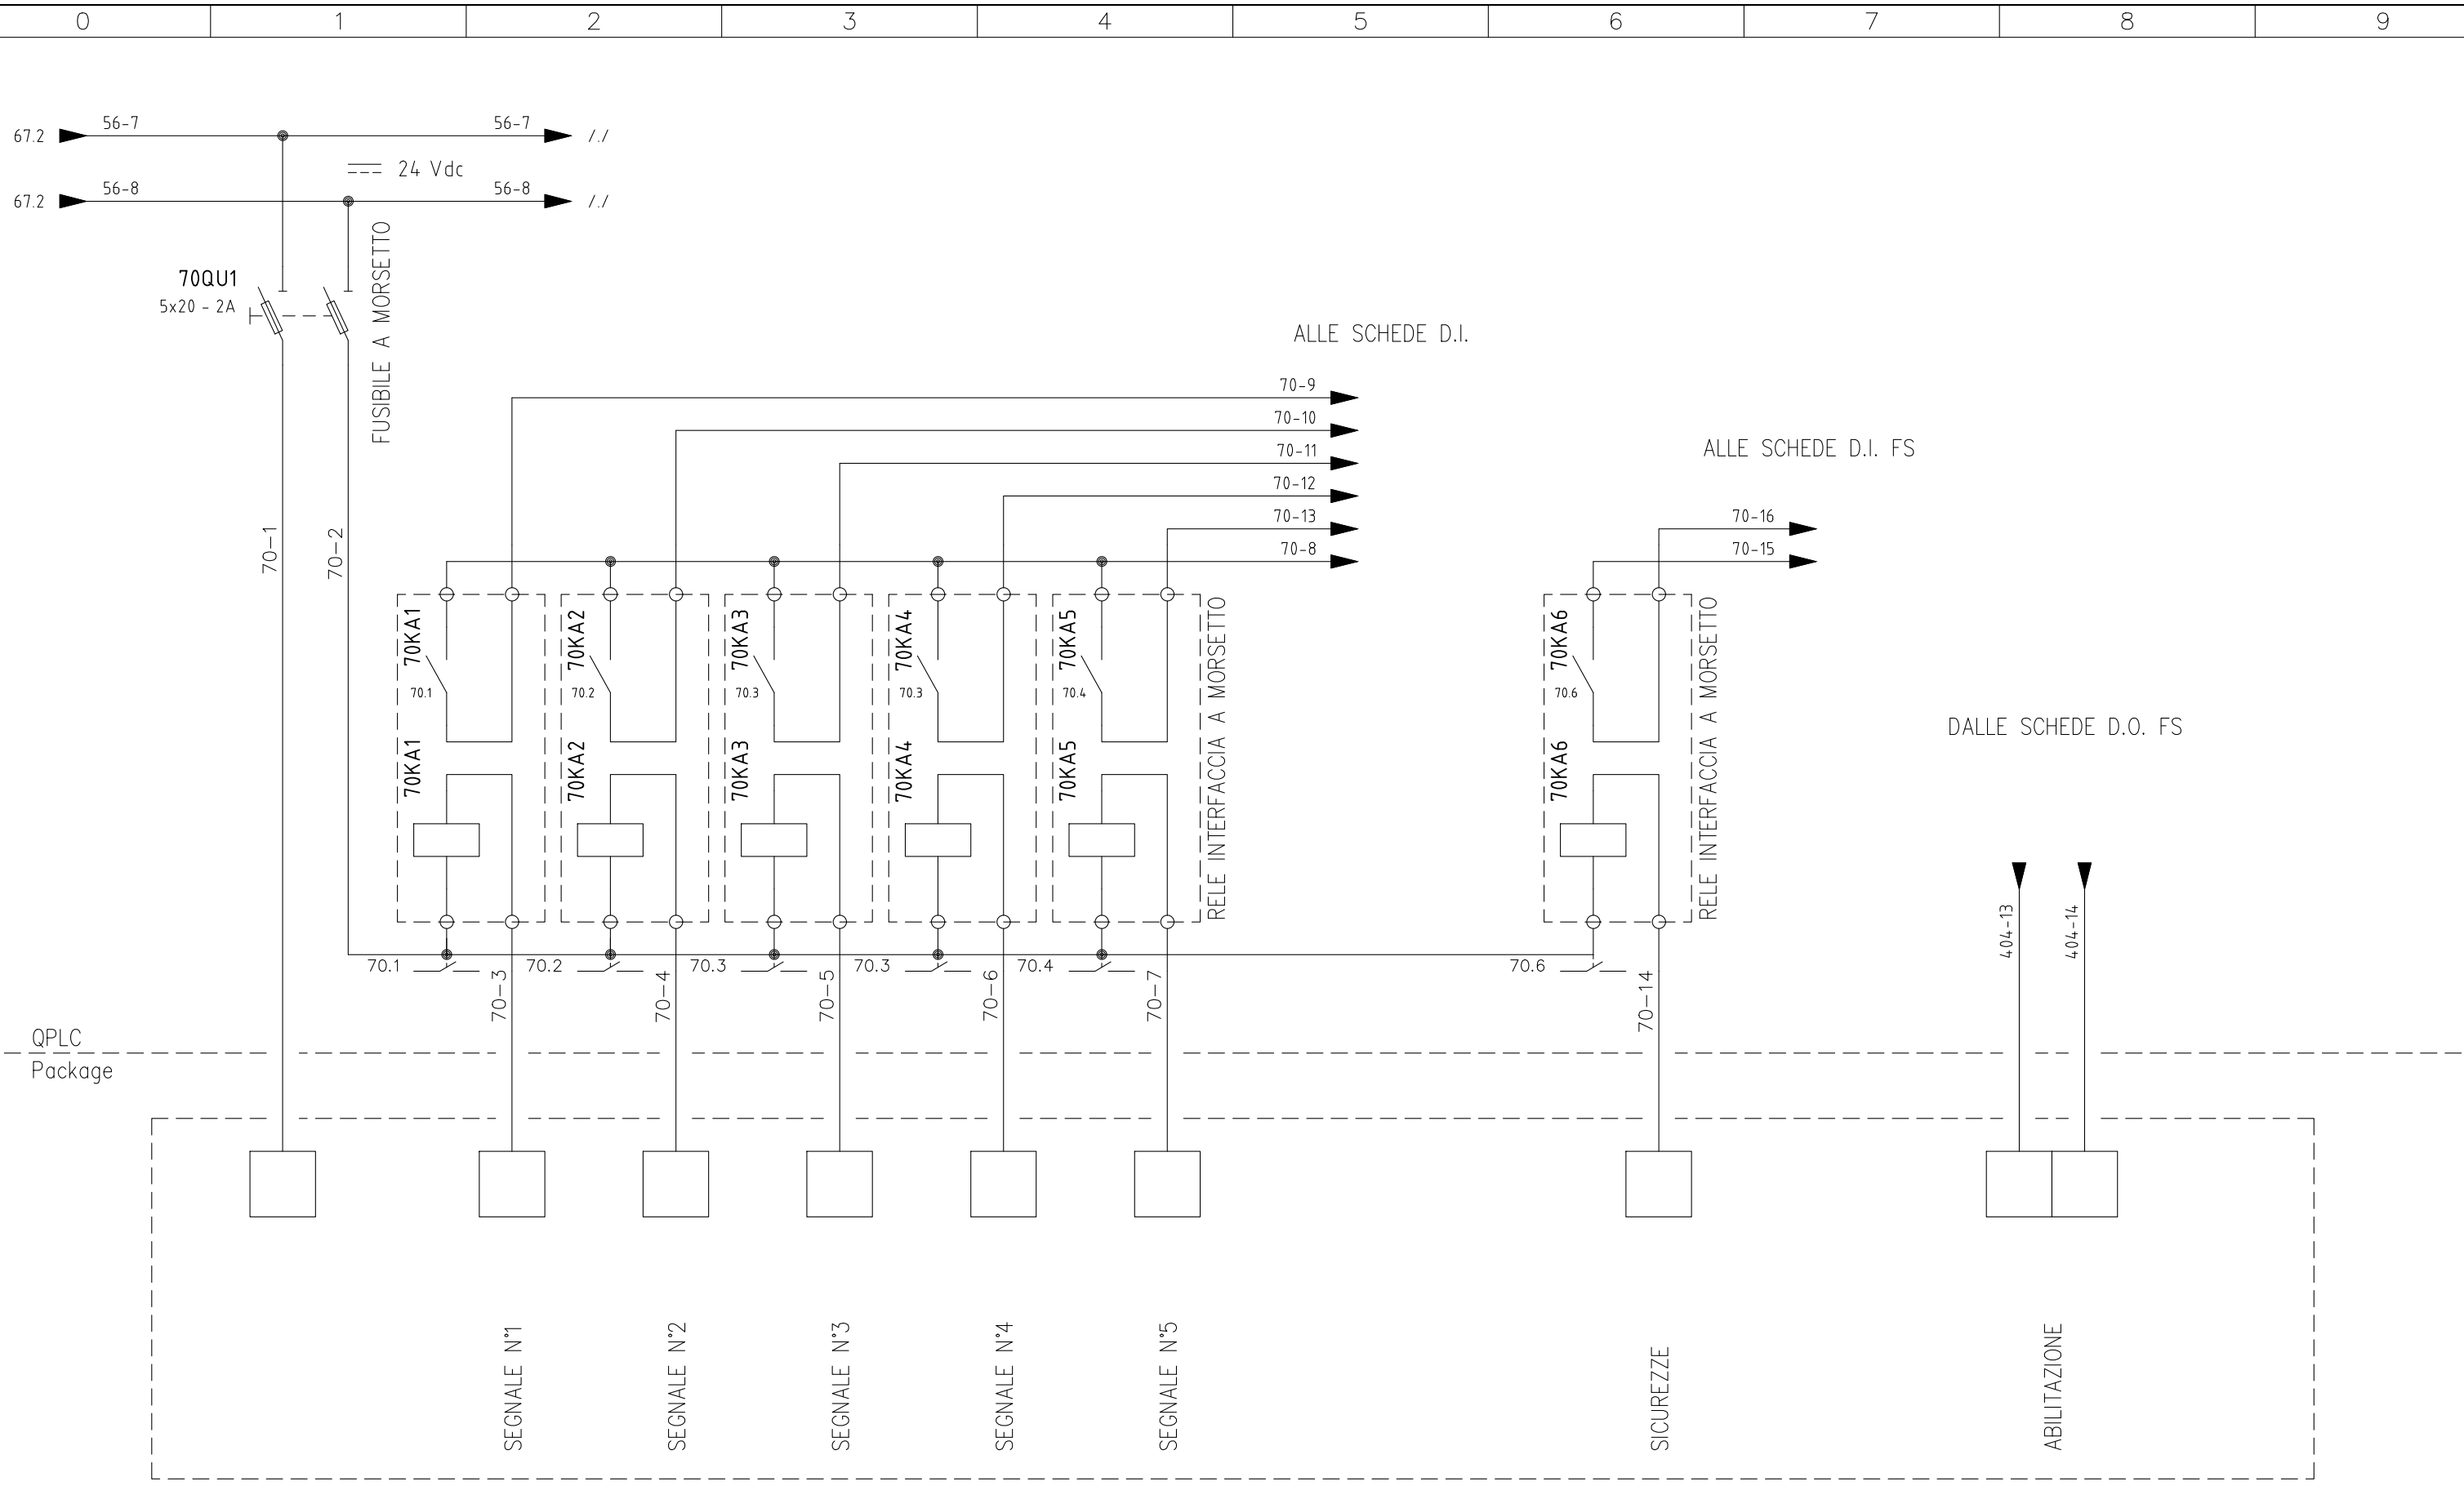 0 1 2 3 4 5 6 7 8 9
67.2 56-7 56-7 /./
24 Vdc
67.2 56-8 56-8 /./
70QU1
5x20 - 2A
FUSIBILE A MORSETTO
ALLE SCHEDE D.I.
70-9
70-10
70-11
70-12
70-13
70-8
ALLE SCHEDE D.I. FS
70-16
70-15
70-1
70-2
70KA1
70KA2
70KA3
70KA4
70KA5
RELE INTERFACCIA A MORSETTO
70KA6
RELE INTERFACCIA A MORSETTO
70.1 70.2 70.3 70.3 70.4 70.6
DALLE SCHEDE D.O. FS
70KA1
70KA2
70KA3
70KA4
70KA5
70KA6
404-13
404-14
70.1 70.2 70.3 70.3 70.4 70.6
70-3
70-4
70-5
70-6
70-7
70-14
QPLC
Package
SEGNALE N°1
SEGNALE N°2
SEGNALE N°3
SEGNALE N°4
SEGNALE N°5
SICUREZZE
ABILITAZIONE